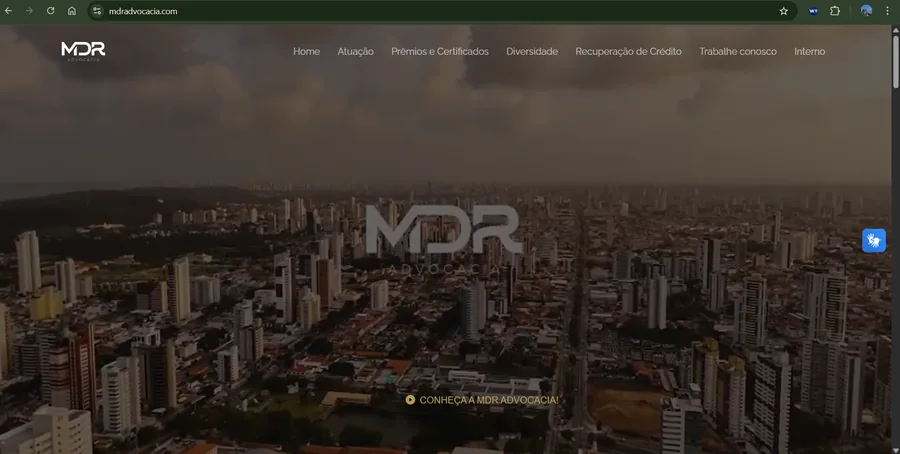 mdradvocacia.com
MDR
ADVOCACIA
Home Atuação Prêmios e Certificados Diversidade Recuperação de Crédito Trabalhe conosco Interno
MDR
ADVOCACIA
CONHEÇA A MDR ADVOCACIA!